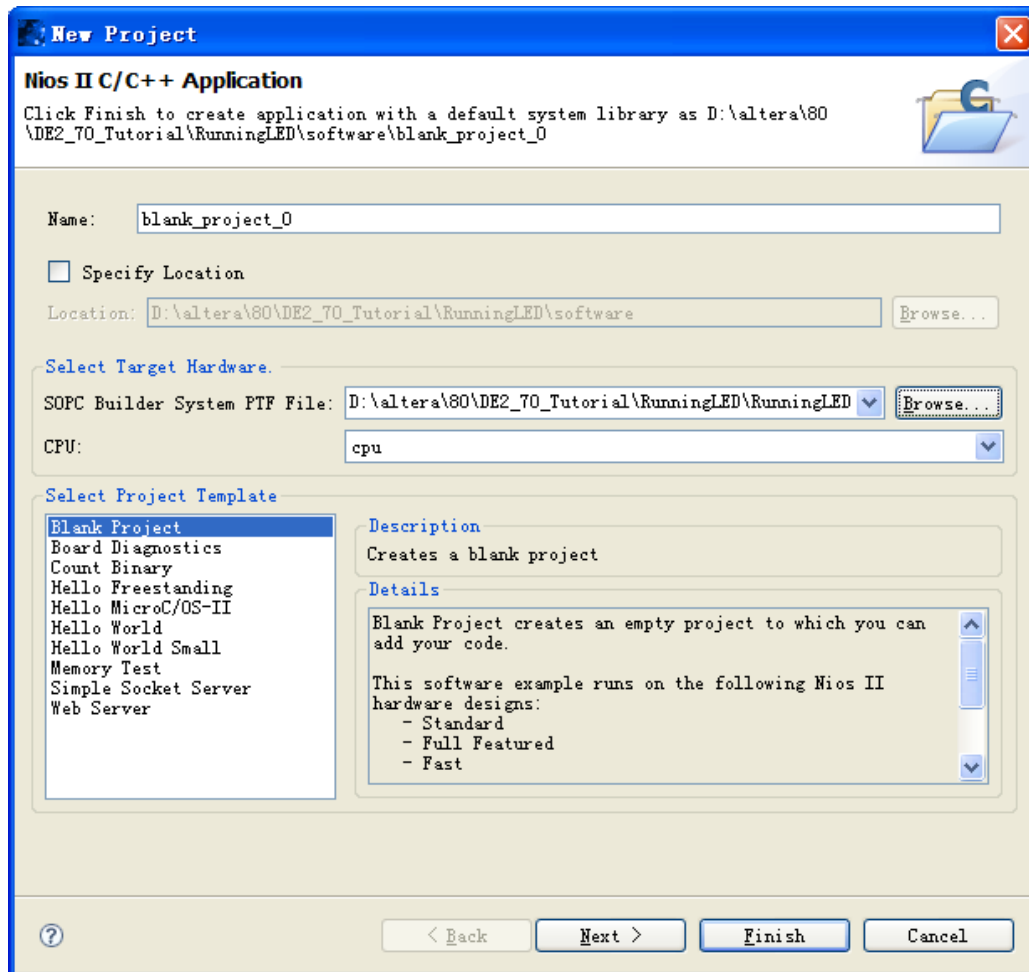 New Project
Nios II C/C++ Application
Click Finish to create application with a default system library as D:\altera\80
\DE2_70_Tutorial\RunningLED\software\blank_project_0
Name: blank_project_0
Specify Location
Location: D:\altera\80\DE2_70_Tutorial\RunningLED\software Browse...
Select Target Hardware.
SOPC Builder System PTF File: D:\altera\80\DE2_70_Tutorial\RunningLED\RunningLED Browse...
CPU: cpu
Select Project Template
Blank Project
Board Diagnostics
Count Binary
Hello Freestanding
Hello MicroC/OS-II
Hello World
Hello World Small
Memory Test
Simple Socket Server
Web Server
Description
Creates a blank project
Details
Blank Project creates an empty project to which you can
add your code.
This software example runs on the following Nios II
hardware designs:
- Standard
- Full Featured
- Fast
< Back Next > Finish Cancel